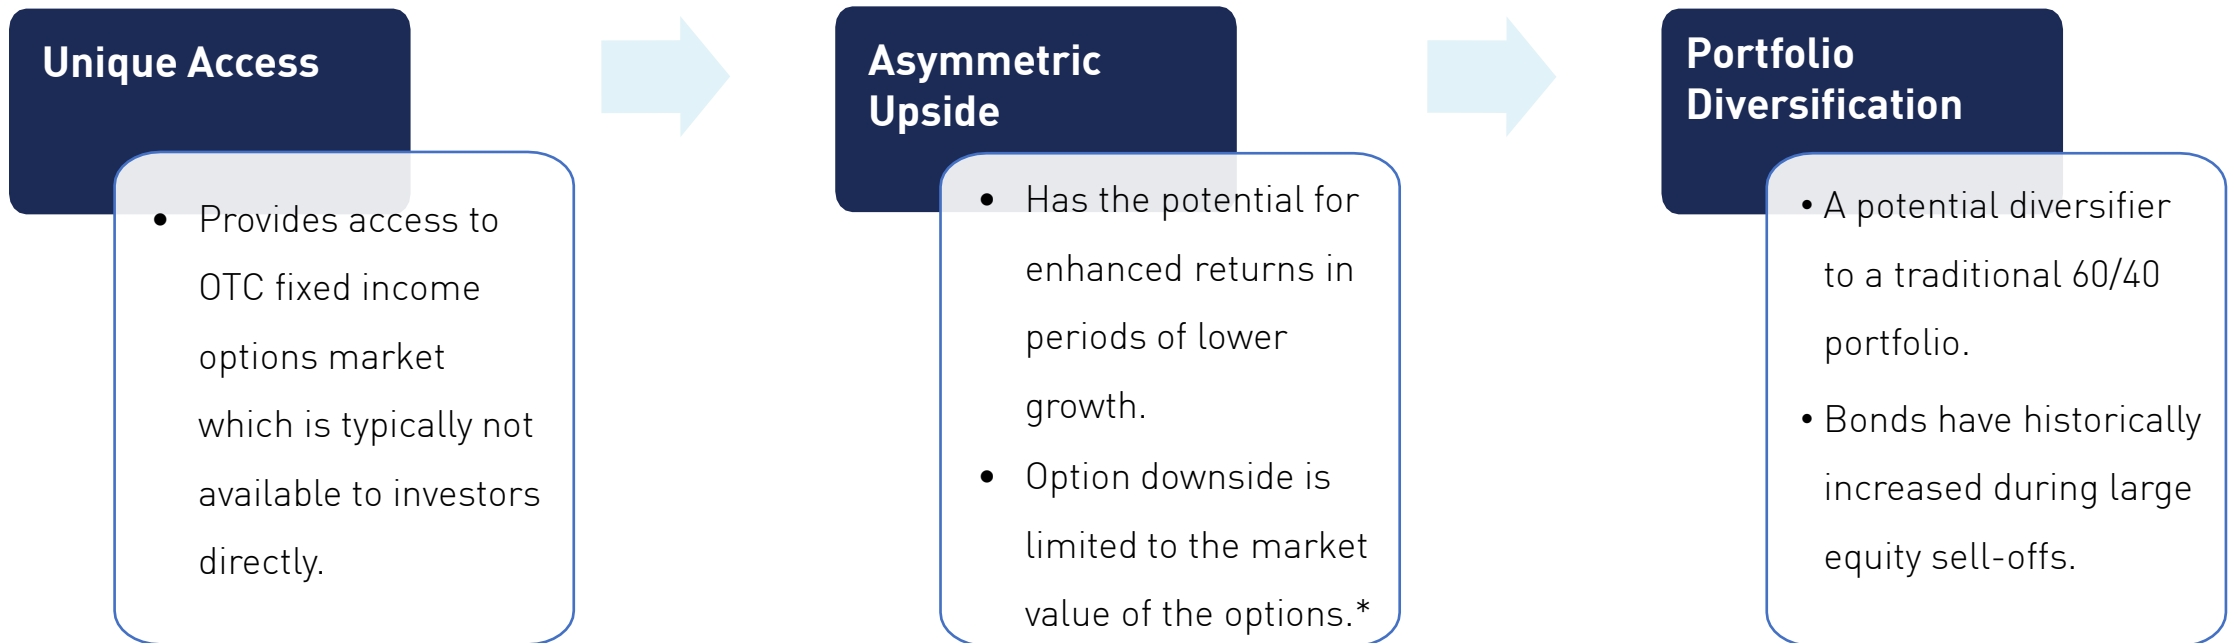 Unique Access
• Provides access to
OTC fixed income
options market
which is typically not
available to investors
directly.
Asymmetric
Upside
• Has the potential for
enhanced returns in
periods of lower
growth.
• Option downside is
limited to the market
value of the options.*
Portfolio
Diversification
• A potential diversifier
to a traditional 60/40
portfolio.
• Bonds have historically
increased during large
equity sell-offs.